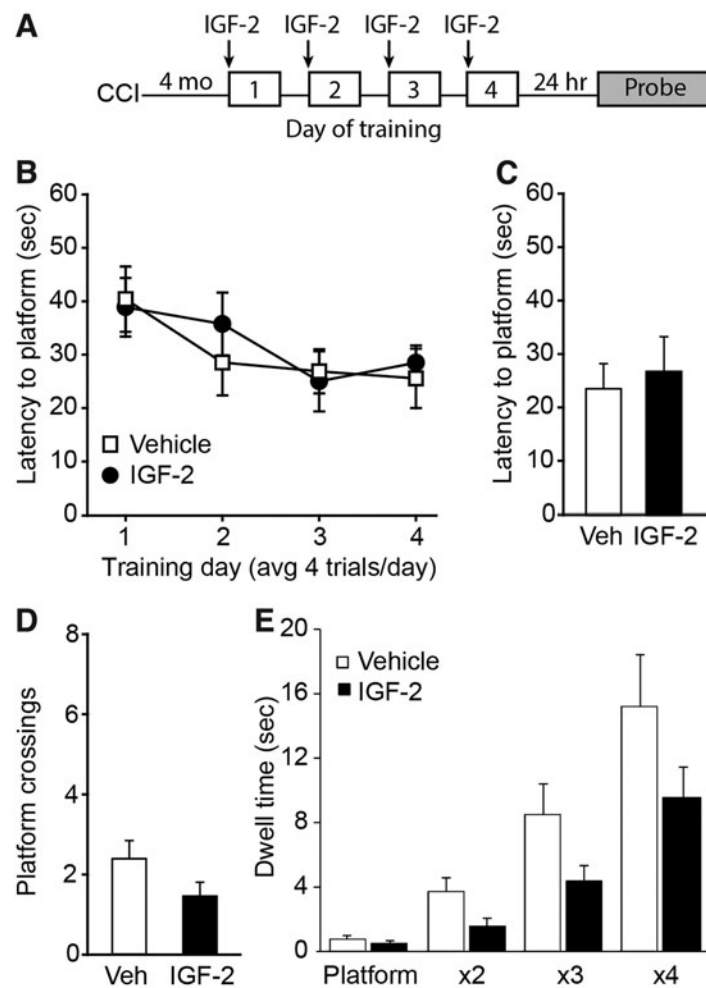 A
IGF-2 IGF-2 IGF-2 IGF-2
CCI 4 mo 1 2 3 4 24 hr Probe
Day of training
B
Latency to platform (sec)
60
50
40
30
20
10
0
Vehicle
IGF-2
1 2 3 4
Training day (avg 4 trials/day)
C
Latency to platform (sec)
60
50
40
30
20
10
0
Veh IGF-2
D
Platform crossings
8
6
4
2
0
Veh IGF-2
E
Dwell time (sec)
20
16
12
8
4
0
Vehicle
IGF-2
Platform x2 x3 x4